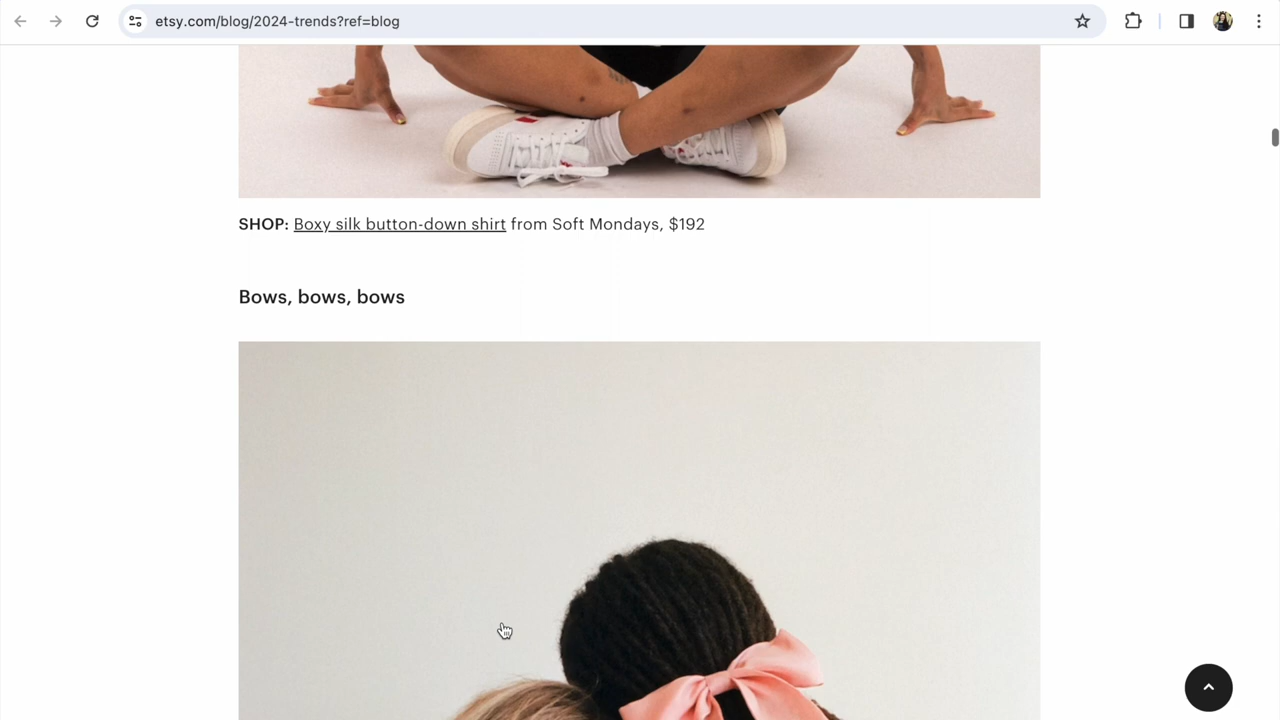 etsy.com/blog/2024-trends?ref=blog
SHOP: Boxy silk button-down shirt from Soft Mondays, $192
Bows, bows, bows